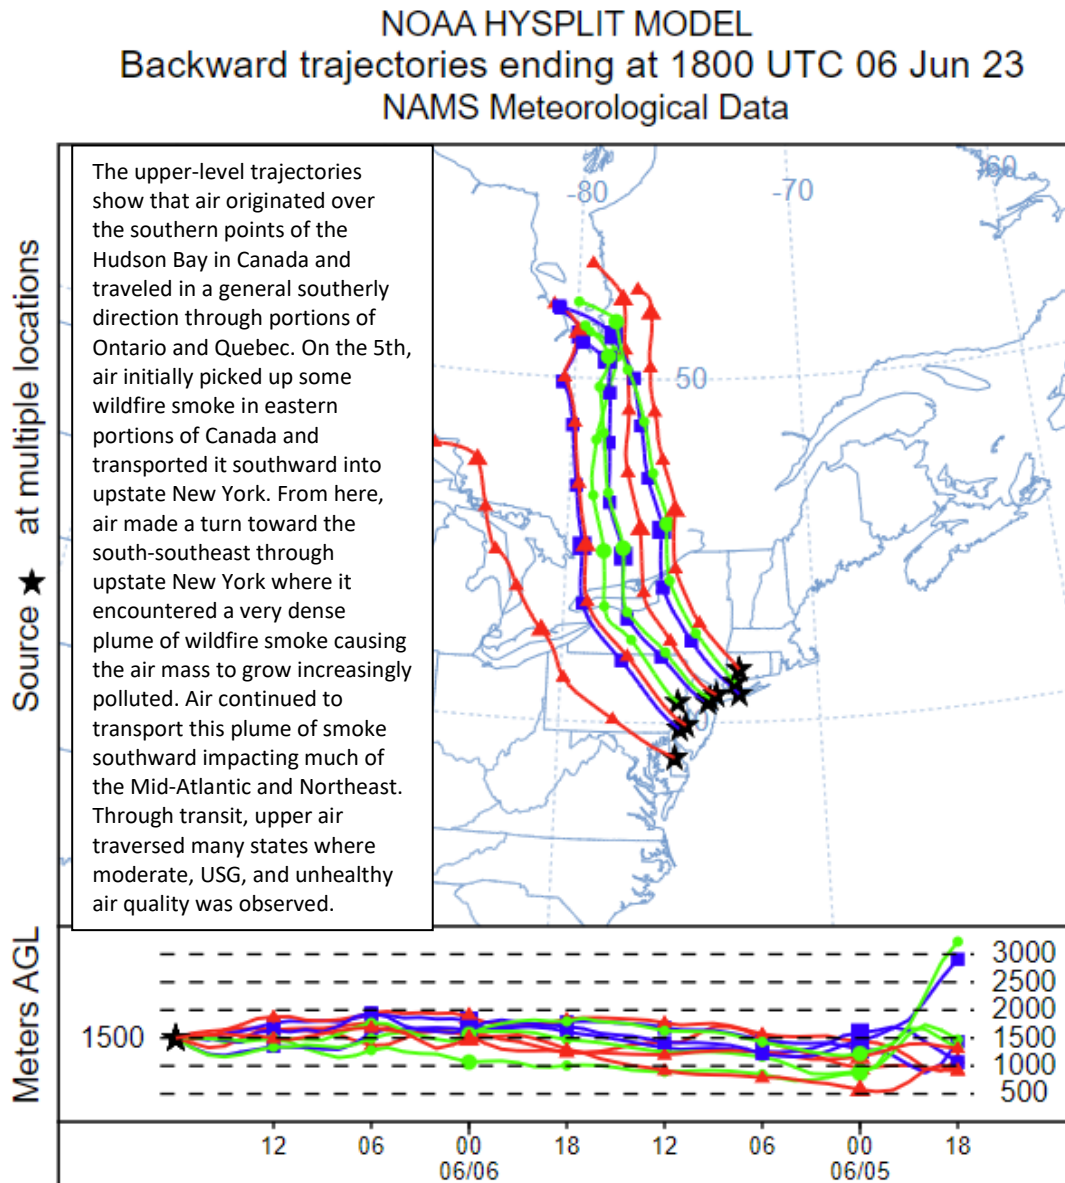 NOAA HYSPLIT MODEL
Backward trajectories ending at 1800 UTC 06 Jun 23
NAMS Meteorological Data
The upper-level trajectories
show that air originated over
the southern points of the
Hudson Bay in Canada and
traveled in a general southerly
direction through portions of
Ontario and Quebec. On the 5th,
air initially picked up some
wildfire smoke in eastern
portions of Canada and
transported it southward into
upstate New York. From here,
air made a turn toward the
south-southeast through
upstate New York where it
encountered a very dense
plume of wildfire smoke causing
the air mass to grow increasingly
polluted. Air continued to
transport this plume of smoke
southward impacting much of
the Mid-Atlantic and Northeast.
Through transit, upper air
traversed many states where
moderate, USG, and unhealthy
air quality was observed.
-80
-70
-60
50
Source ★ at multiple locations
Meters AGL
1500
3000
2500
2000
1500
1000
500
12 06 00 18 12 06 00 18
06/06 06/05